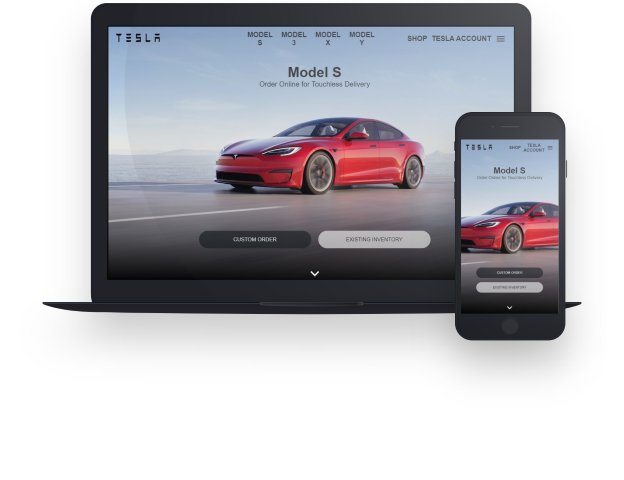 TESLA
MODEL S
MODEL 3
MODEL X
MODEL Y
SHOP TESLA ACCOUNT
Model S
Order Online for Touchless Delivery
CUSTOM ORDER
EXISTING INVENTORY
TESLA
SHOP
TESLA ACCOUNT
Model S
Order Online for Touchless Delivery
CUSTOM ORDER
EXISTING INVENTORY